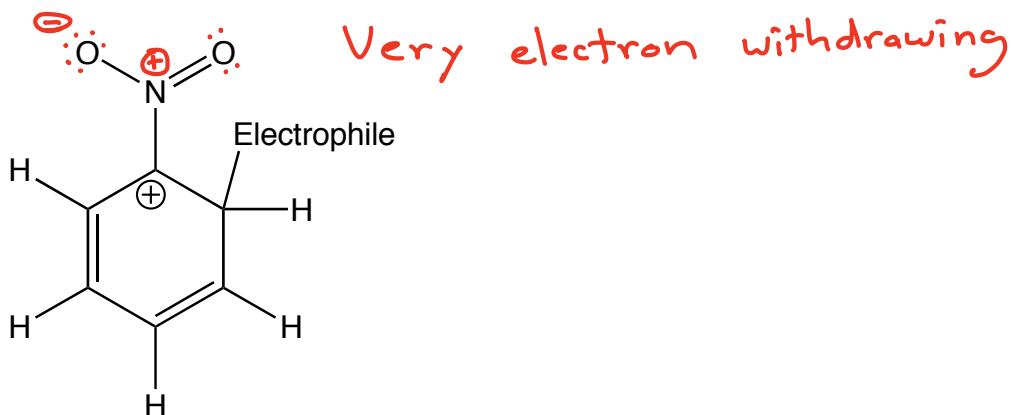 Very electron withdrawing
O O
N
Electrophile
H
H
H H
H